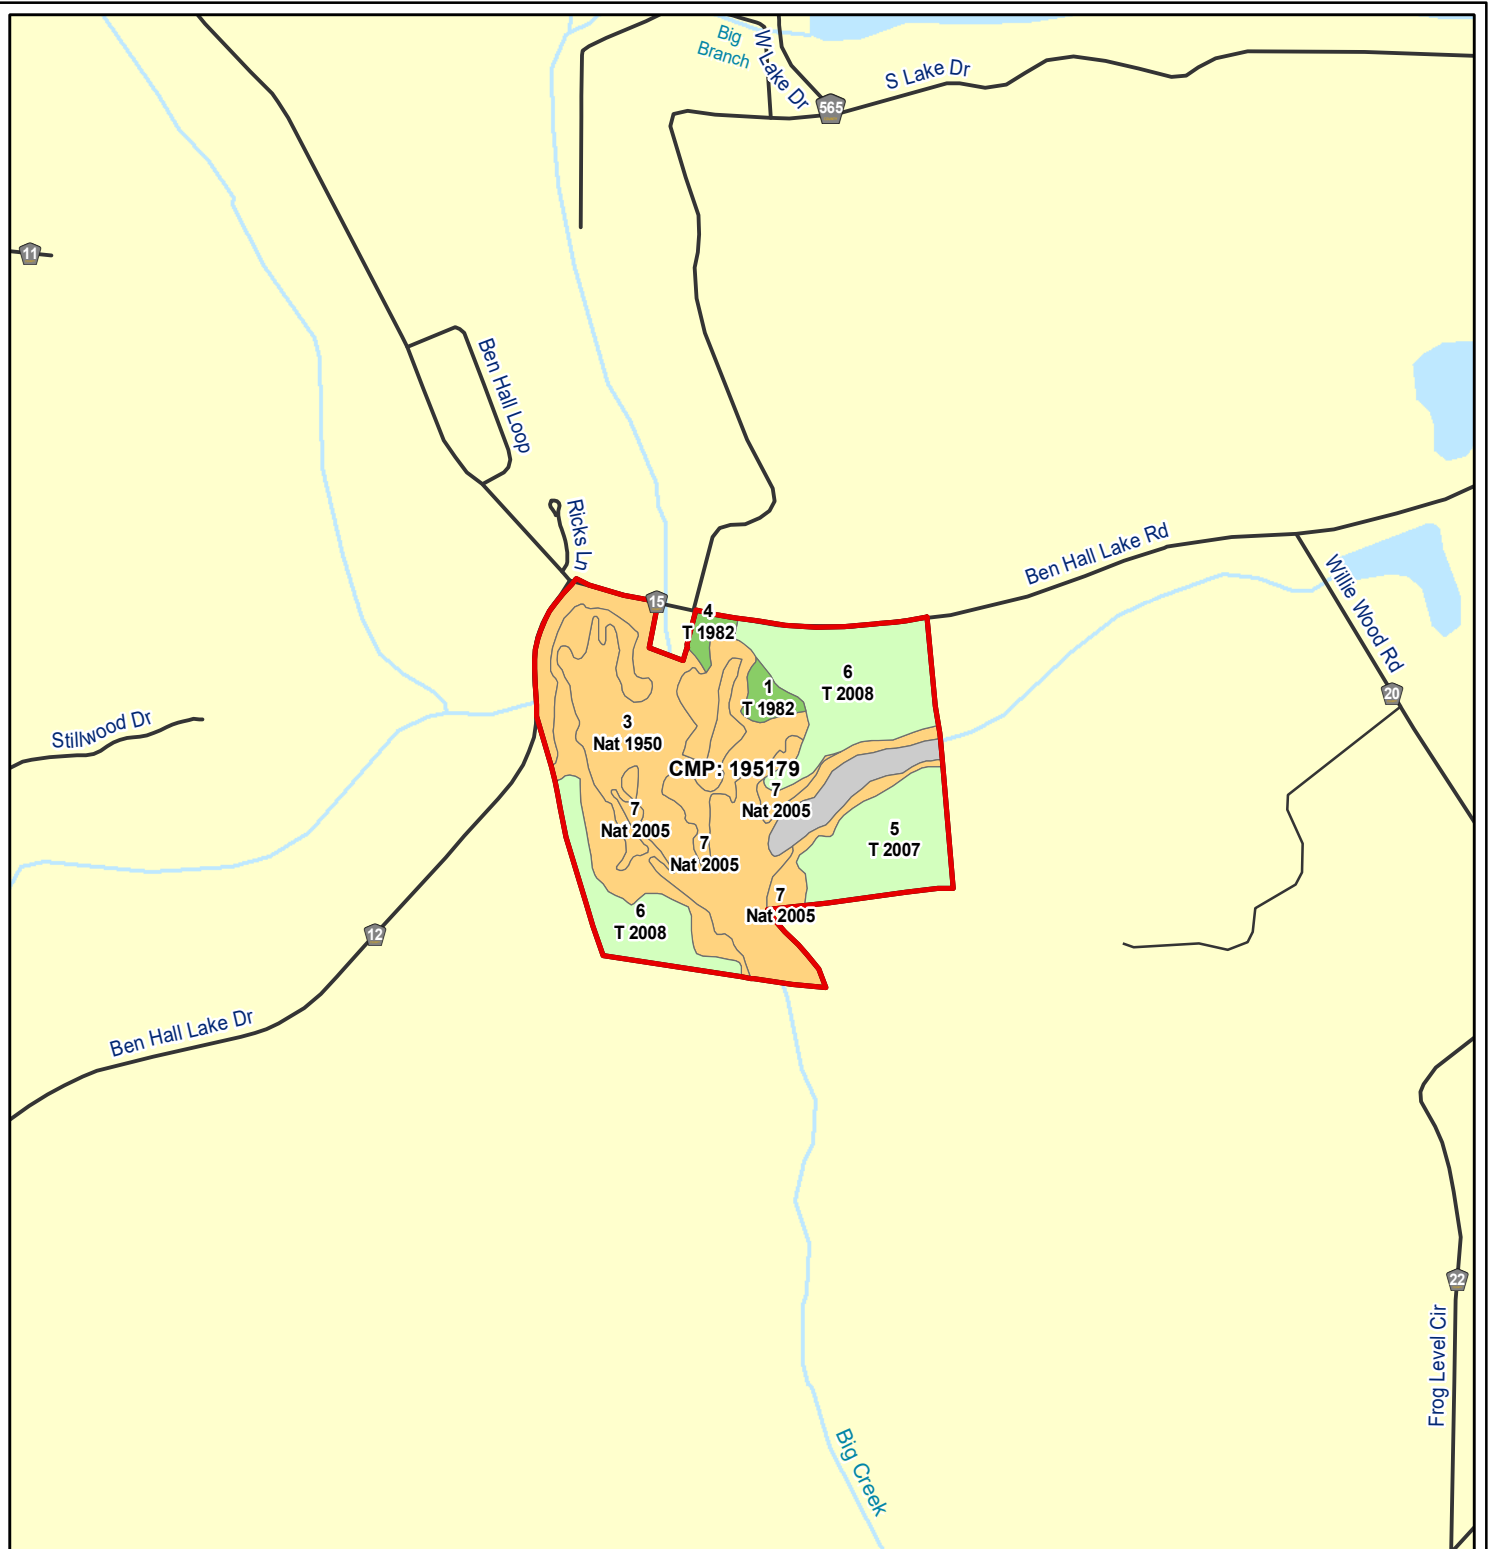 Big
Branch
W Lake Dr
S Lake Dr
565
11
Ben Hall Loop
Ricks Ln
Ben Hall Lake Rd
Willie Wood Rd
15
4
T 1982
6
T 2008
1
T 1982
20
Stillwood Dr
3
Nat 1950
CMP: 195179
7
Nat 2005
7
Nat 2005
5
T 2007
7
Nat 2005
7
Nat 2005
6
T 2008
12
Ben Hall Lake Dr
22
Frog Level Cir
Big Creek